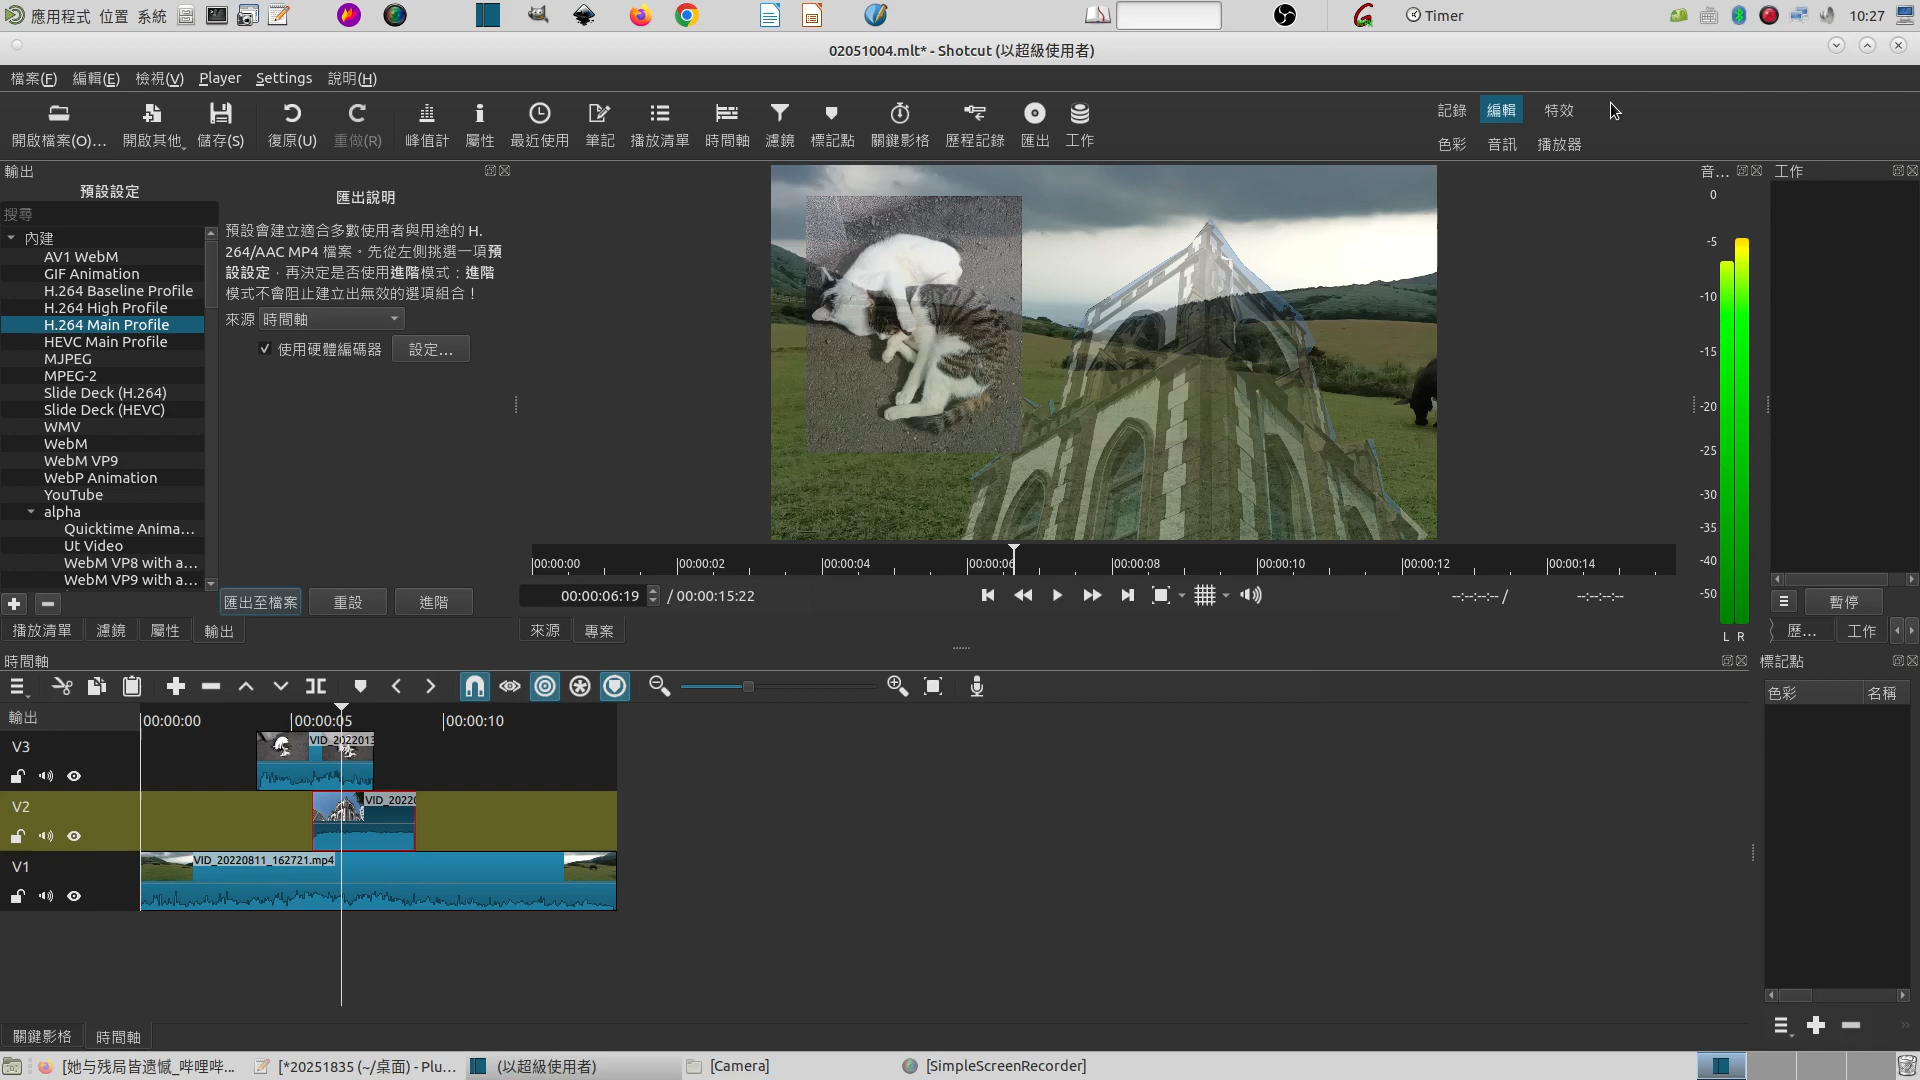 應用程式 位置 系統
Timer
10:27
02051004.mlt* - Shotcut (以超級使用者)
檔案(F) 編輯(E) 檢視(V) Player Settings 說明(H)
開啟檔案(O)... 開啟其他 儲存(S) 復原(U) 重做(R) 峰值計 屬性 最近使用 筆記 播放清單 時間軸 濾鏡 標記點 關鍵影格 歷程記錄 匯出 工作
記錄 編輯 特效
色彩 音訊 播放器
輸出
預設設定
搜尋
內建
AV1 WebM
GIF Animation
H.264 Baseline Profile
H.264 High Profile
H.264 Main Profile
HEVC Main Profile
MJPEG
MPEG-2
Slide Deck (H.264)
Slide Deck (HEVC)
WMV
WebM
WebM VP9
WebP Animation
YouTube
alpha
Quicktime Anima...
Ut Video
WebM VP8 with a...
WebM VP9 with a...
匯出說明
預設會建立適合多數使用者與用途的 H.
264/AAC MP4 檔案。先從左側挑選一項預
設設定，再決定是否使用進階模式：進階
模式不會阻止建立出無效的選項組合！
來源 時間軸
使用硬體編碼器 設定...
匯出至檔案 重設 進階
播放清單 濾鏡 屬性 輸出
00:00:00 00:00:02 00:00:04 00:00:06 00:00:08 00:00:10 00:00:12 00:00:14
00:00:06:19 / 00:00:15:22
--:--:--:-- / --:--:--:--
來源 專案
音...
0
-5
-10
-15
-20
-25
-30
-35
-40
-50
L R
工作
暫停
歷... 工作
時間軸
輸出
00:00:00 00:00:05 00:00:10
V3
VID_2022013
V2
VID_2022
V1
VID_20220811_162721.mp4
標記點
色彩 名稱
關鍵影格 時間軸
[她与残局皆遗憾_哔哩哔... [*20251835 (~/桌面) - Plu... (以超級使用者) [Camera] [SimpleScreenRecorder]